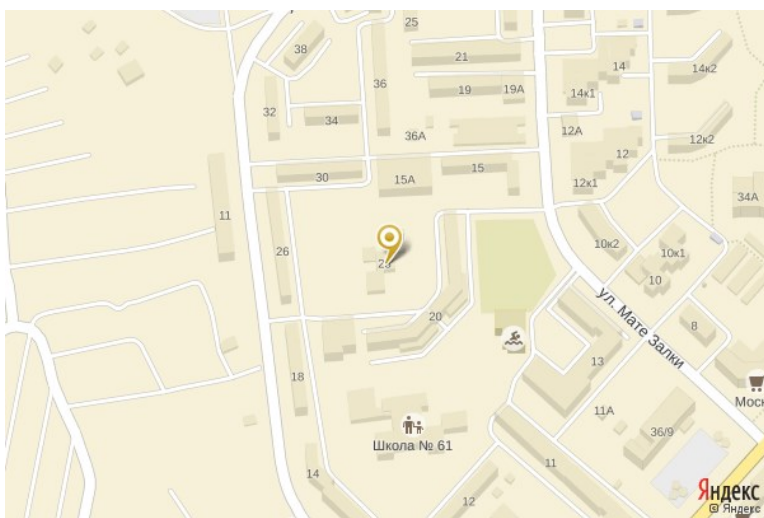 25
38
21
14
14к2
36
19
19А
14к1
32
34
36А
12А
12к2
12
15
30
15А
12к1
34А
11
10к2
26
10к1
10
ул. Мате Залки
20
8
13
18
Моск
11А
36/9
Школа № 61
11
14
12
Яндекс
© Яндекс